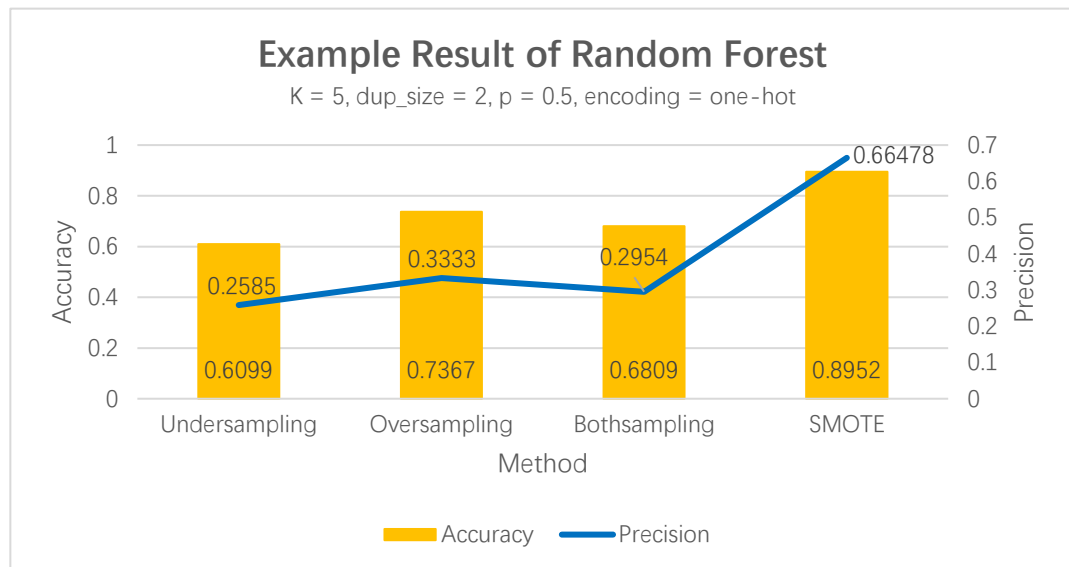 Example Result of Random Forest
K = 5, dup_size = 2, p = 0.5, encoding = one-hot
1
0.8
0.6
0.4
0.2
0
Accuracy
0.7
0.6
0.5
0.4
0.3
0.2
0.1
0
Precision
0.2585
0.3333
0.2954
0.66478
0.6099
0.7367
0.6809
0.8952
Undersampling
Oversampling
Bothsampling
SMOTE
Method
Accuracy
Precision